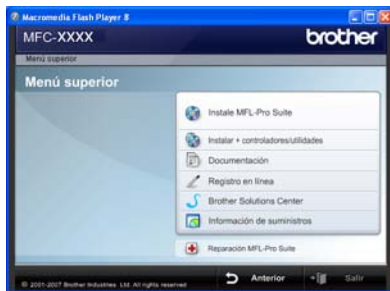 Macromedia Flash Player 8
MFC-XXXX
brother
Menú superior
Menú superior
Instale MFL-Pro Suite
Instalar + controladores/utilidades
Documentación
Registro en línea
Brother Solutions Center
Información de suministros
Reparación MFL-Pro Suite
© 2001-2007 Brother Industries, Ltd. All rights reserved
Anterior
Salir